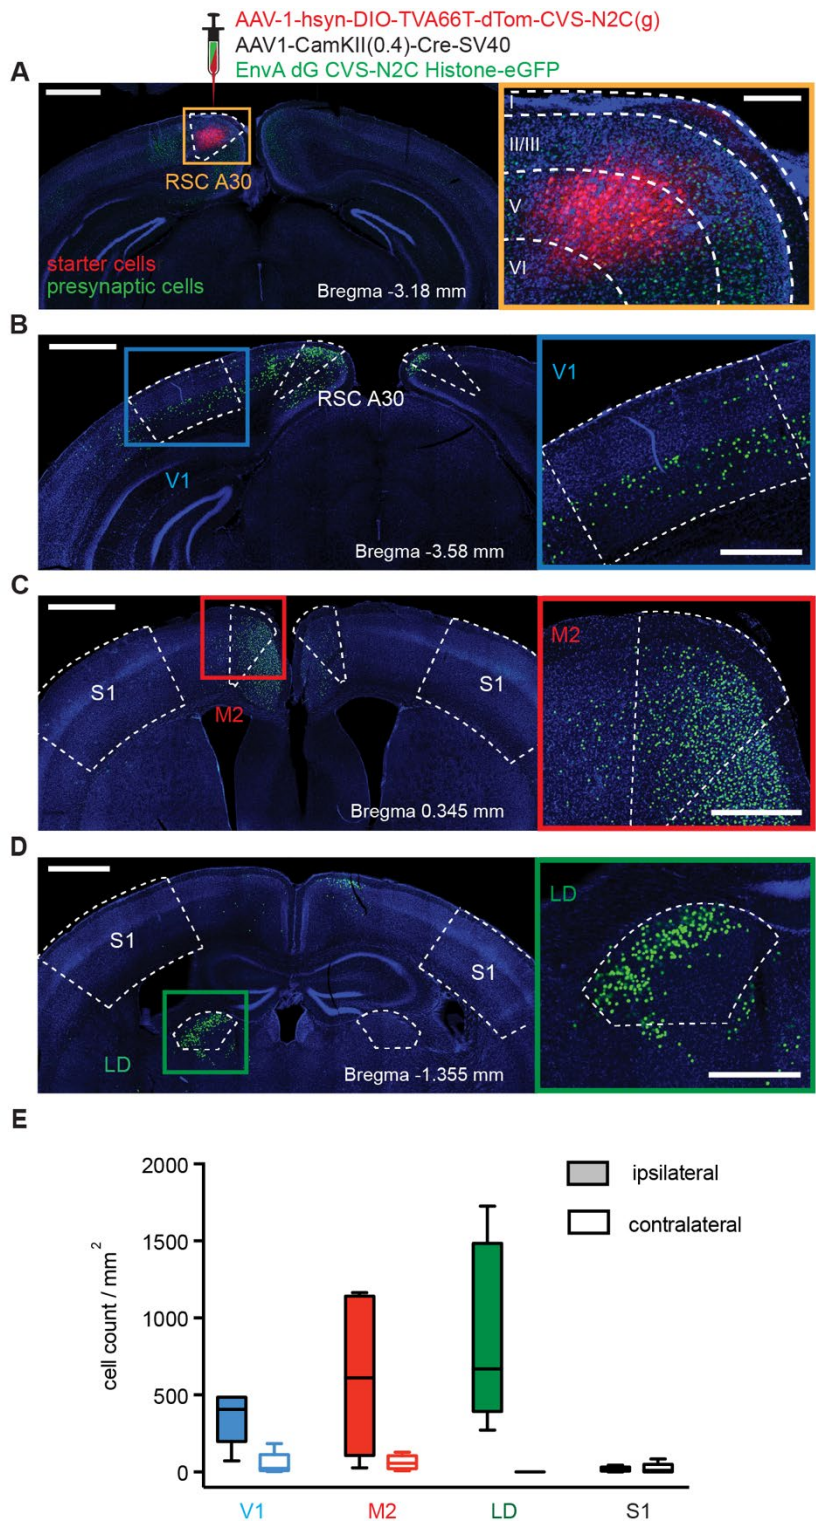 AAV-1-hsyn-DIO-TVA66T-dTom-CVS-N2C(g)
AAV1-CamKII(0.4)-Cre-SV40
EnvA dG CVS-N2C Histone-eGFP
A
RSC A30
starter cells
presynaptic cells
Bregma -3.18 mm
I
II/III
V
VI
B
RSC A30
V1
Bregma -3.58 mm
V1
C
S1
M2
S1
Bregma 0.345 mm
M2
D
S1
S1
LD
Bregma -1.355 mm
LD
E
cell count / mm²
2000
1500
1000
500
0
ipsilateral
contralateral
V1 M2 LD S1